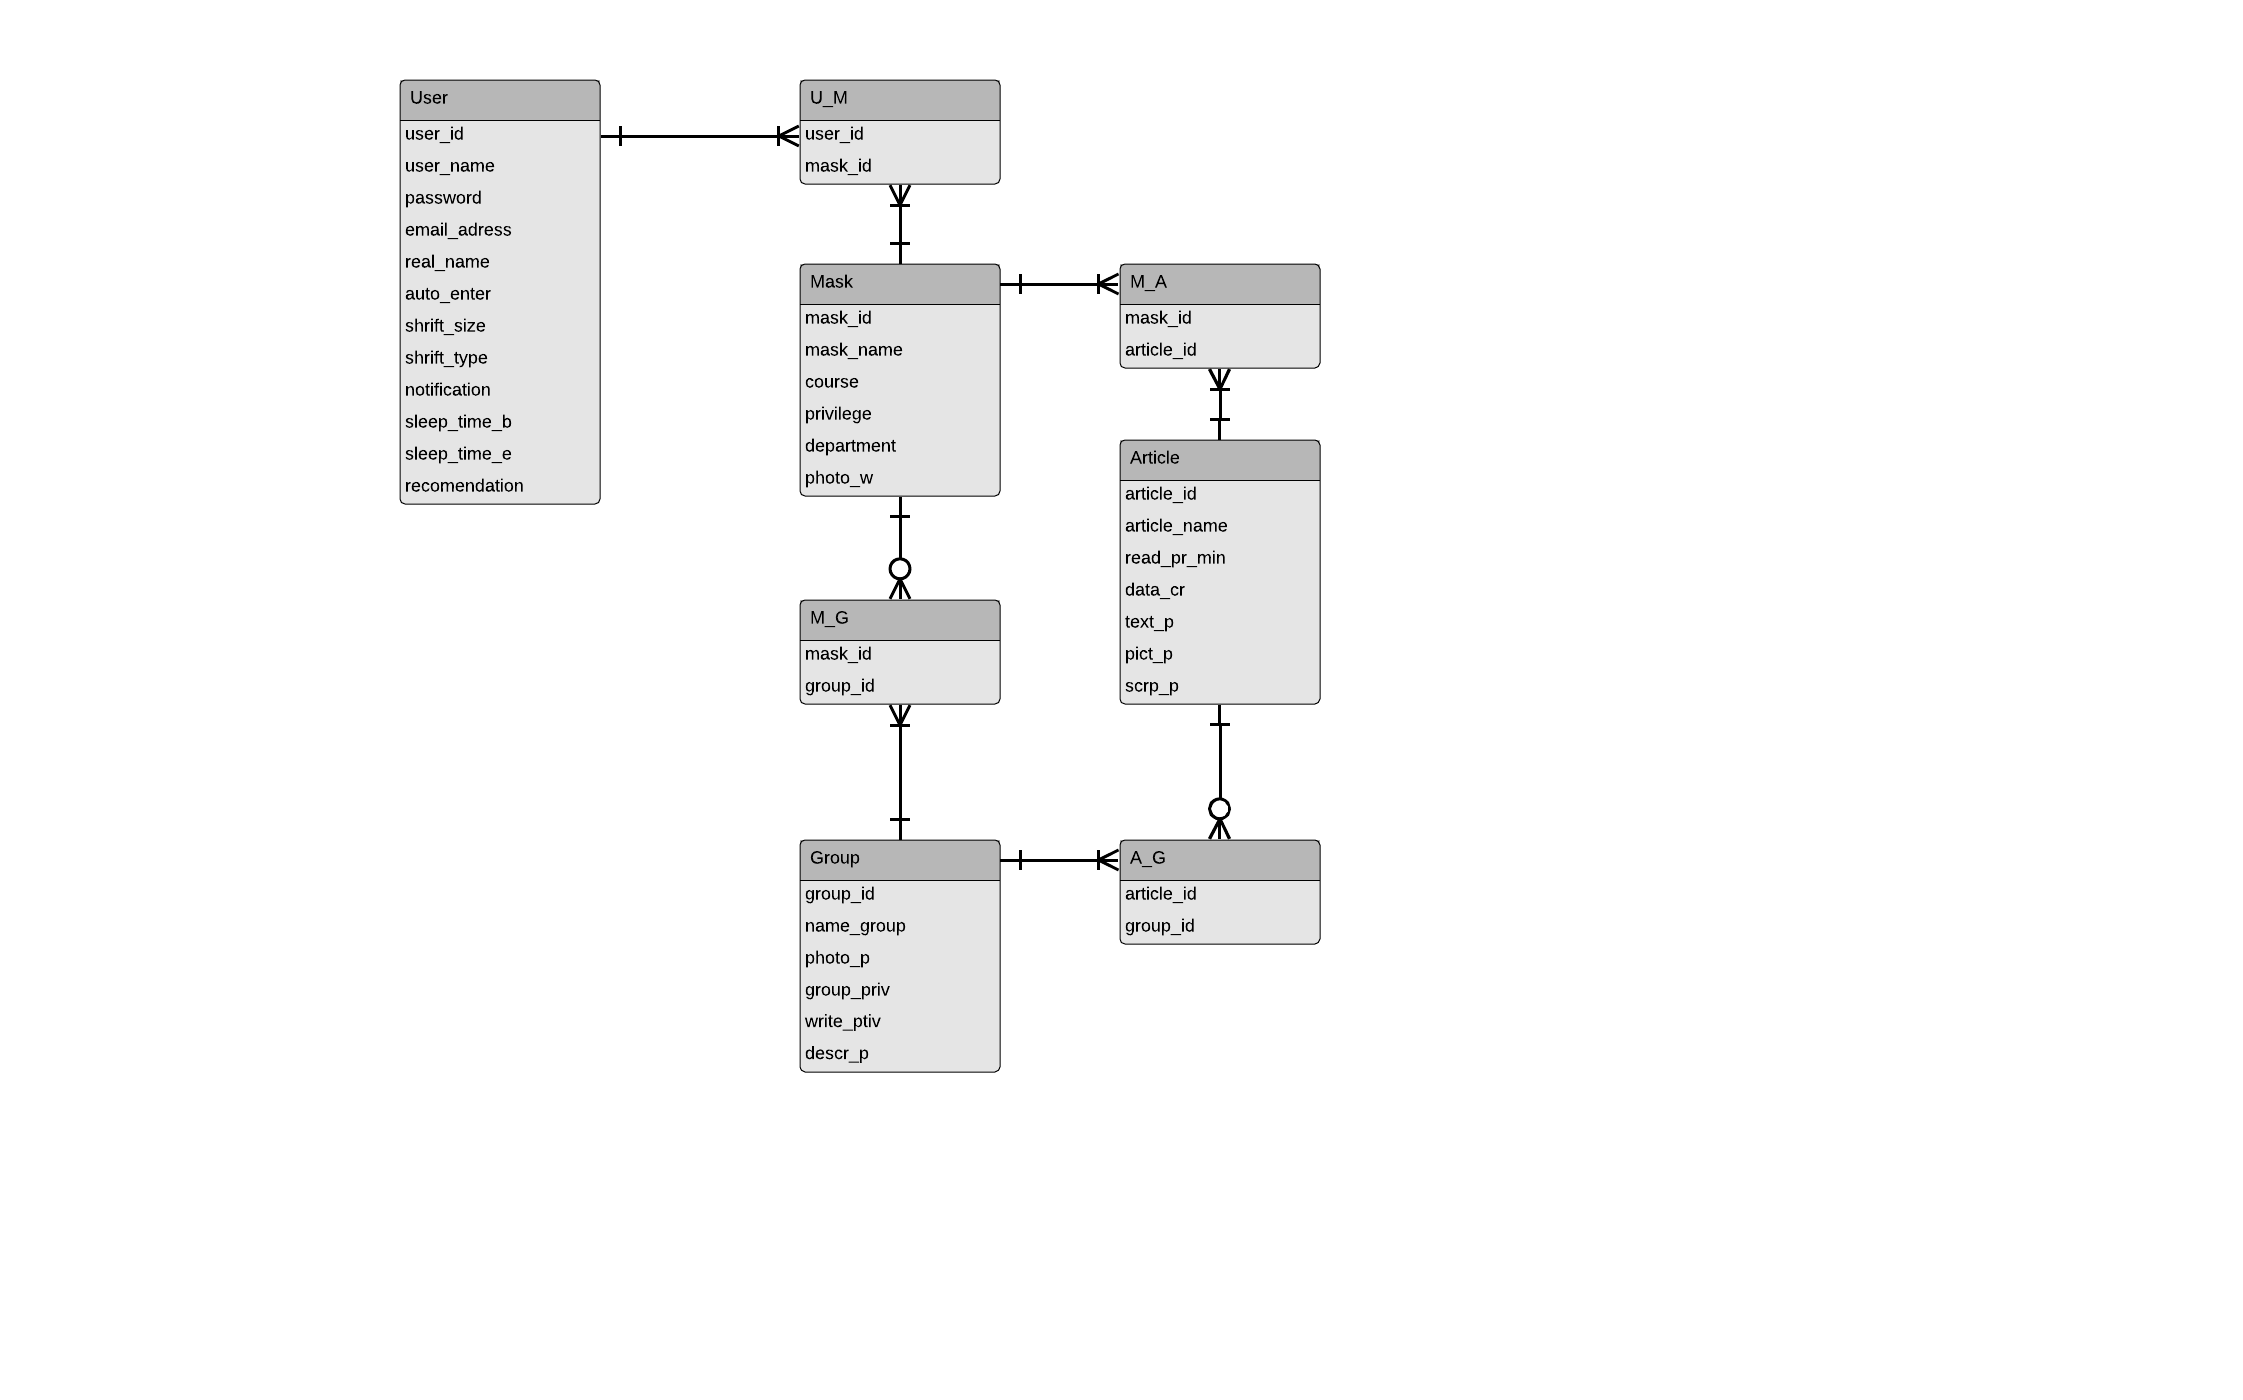 User
user_id
user_name
password
email_adress
real_name
auto_enter
shrift_size
shrift_type
notification
sleep_time_b
sleep_time_e
recomendation
U_M
user_id
mask_id
Mask
mask_id
mask_name
course
privilege
department
photo_w
M_A
mask_id
article_id
Article
article_id
article_name
read_pr_min
data_cr
text_p
pict_p
scrp_p
M_G
mask_id
group_id
Group
group_id
name_group
photo_p
group_priv
write_ptiv
descr_p
A_G
article_id
group_id